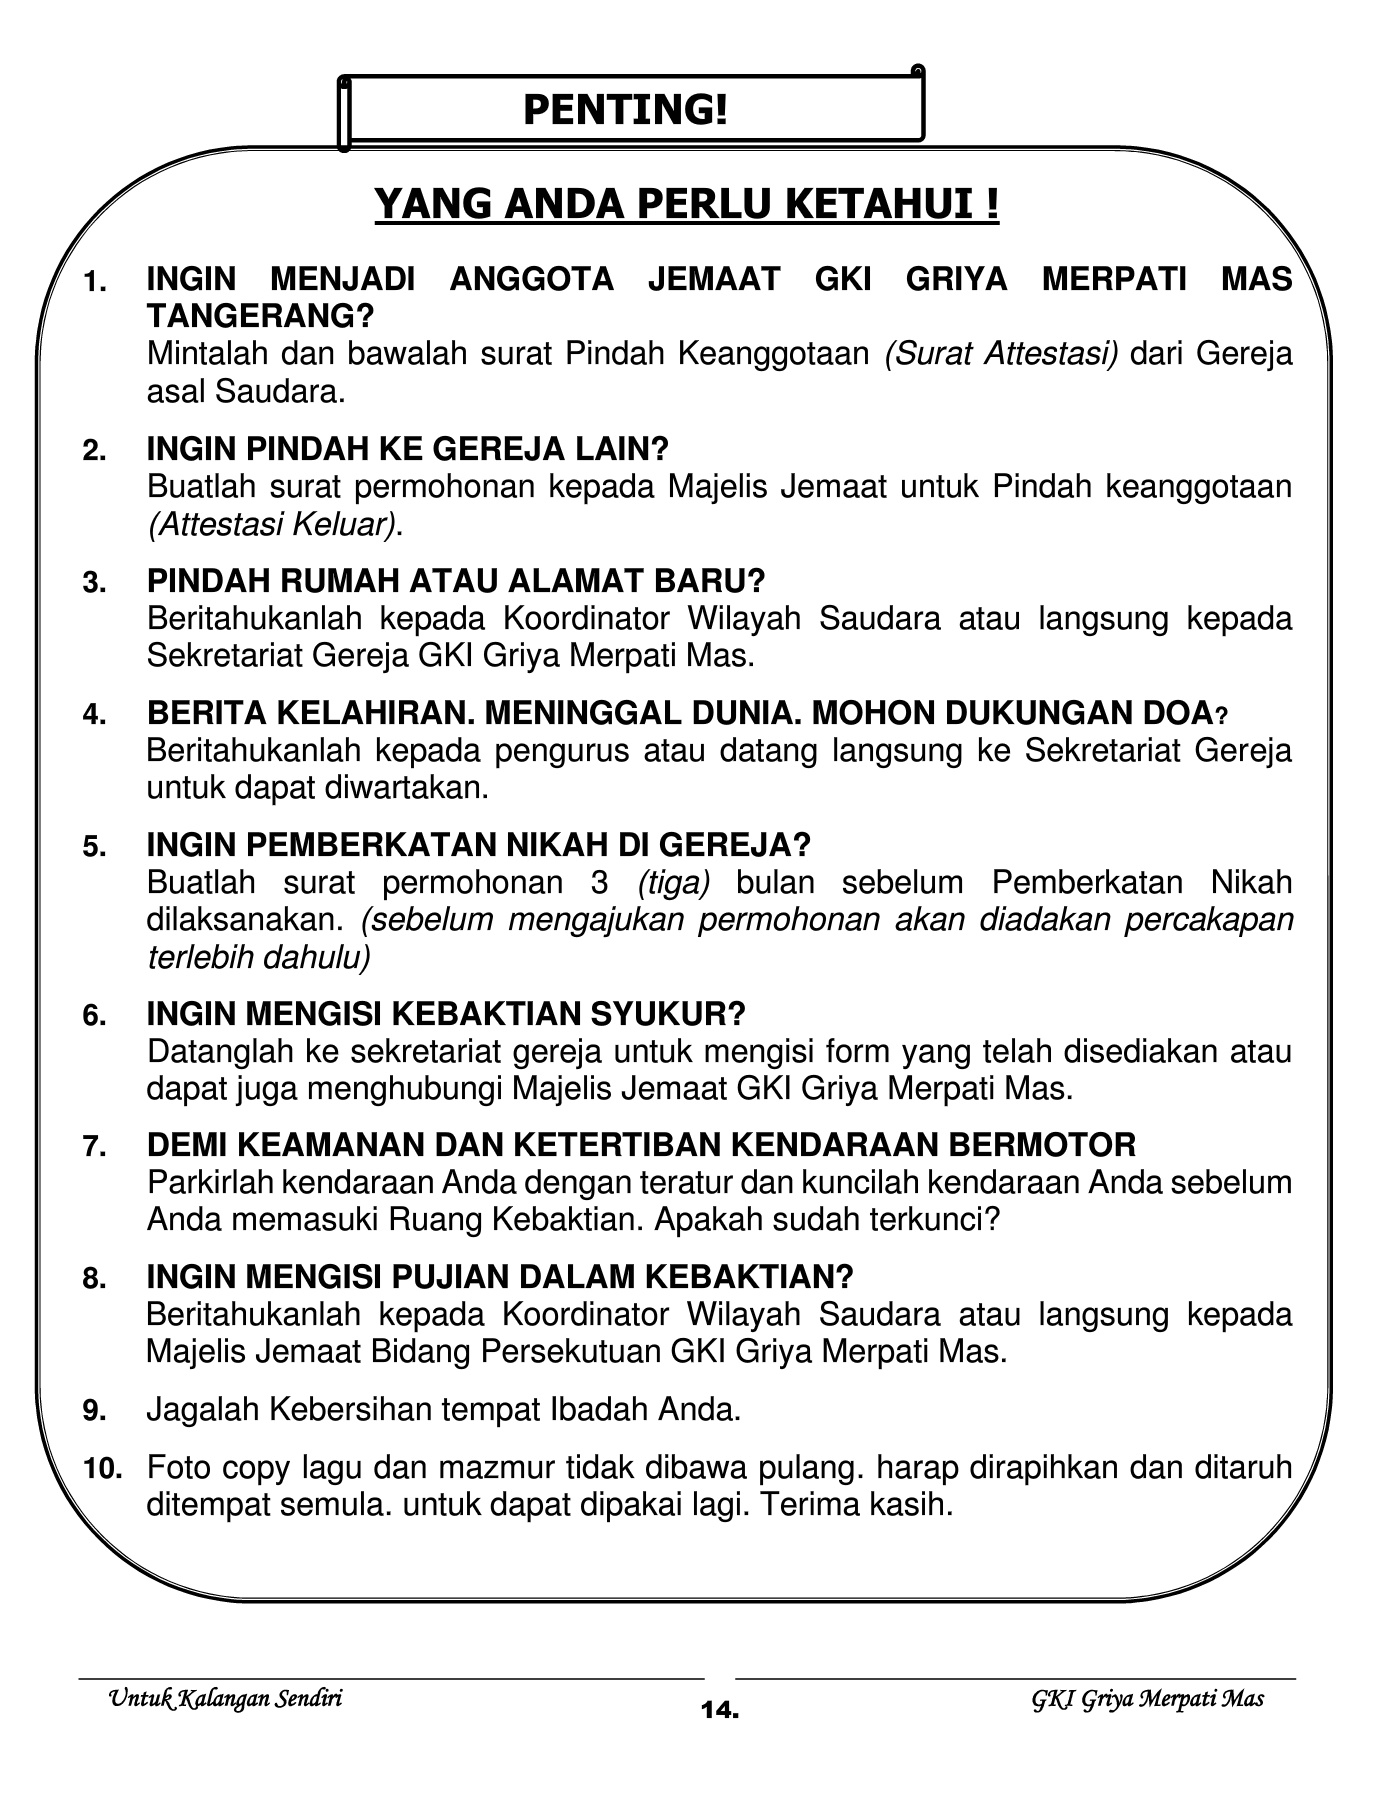 PENTING!
YANG ANDA PERLU KETAHUI !
1. INGIN MENJADI ANGGOTA JEMAAT GKI GRIYA MERPATI MAS
TANGERANG?
Mintalah dan bawalah surat Pindah Keanggotaan (Surat Attestasi) dari Gereja
asal Saudara.
2. INGIN PINDAH KE GEREJA LAIN?
Buatlah surat permohonan kepada Majelis Jemaat untuk Pindah keanggotaan
(Attestasi Keluar).
3. PINDAH RUMAH ATAU ALAMAT BARU?
Beritahukanlah kepada Koordinator Wilayah Saudara atau langsung kepada
Sekretariat Gereja GKI Griya Merpati Mas.
4. BERITA KELAHIRAN. MENINGGAL DUNIA. MOHON DUKUNGAN DOA?
Beritahukanlah kepada pengurus atau datang langsung ke Sekretariat Gereja
untuk dapat diwartakan.
5. INGIN PEMBERKATAN NIKAH DI GEREJA?
Buatlah surat permohonan 3 (tiga) bulan sebelum Pemberkatan Nikah
dilaksanakan. (sebelum mengajukan permohonan akan diadakan percakapan
terlebih dahulu)
6. INGIN MENGISI KEBAKTIAN SYUKUR?
Datanglah ke sekretariat gereja untuk mengisi form yang telah disediakan atau
dapat juga menghubungi Majelis Jemaat GKI Griya Merpati Mas.
7. DEMI KEAMANAN DAN KETERTIBAN KENDARAAN BERMOTOR
Parkirlah kendaraan Anda dengan teratur dan kuncilah kendaraan Anda sebelum
Anda memasuki Ruang Kebaktian. Apakah sudah terkunci?
8. INGIN MENGISI PUJIAN DALAM KEBAKTIAN?
Beritahukanlah kepada Koordinator Wilayah Saudara atau langsung kepada
Majelis Jemaat Bidang Persekutuan GKI Griya Merpati Mas.
9. Jagalah Kebersihan tempat Ibadah Anda.
10. Foto copy lagu dan mazmur tidak dibawa pulang. harap dirapihkan dan ditaruh
ditempat semula. untuk dapat dipakai lagi. Terima kasih.
Untuk Kalangan Sendiri
14.
GKI Griya Merpati Mas